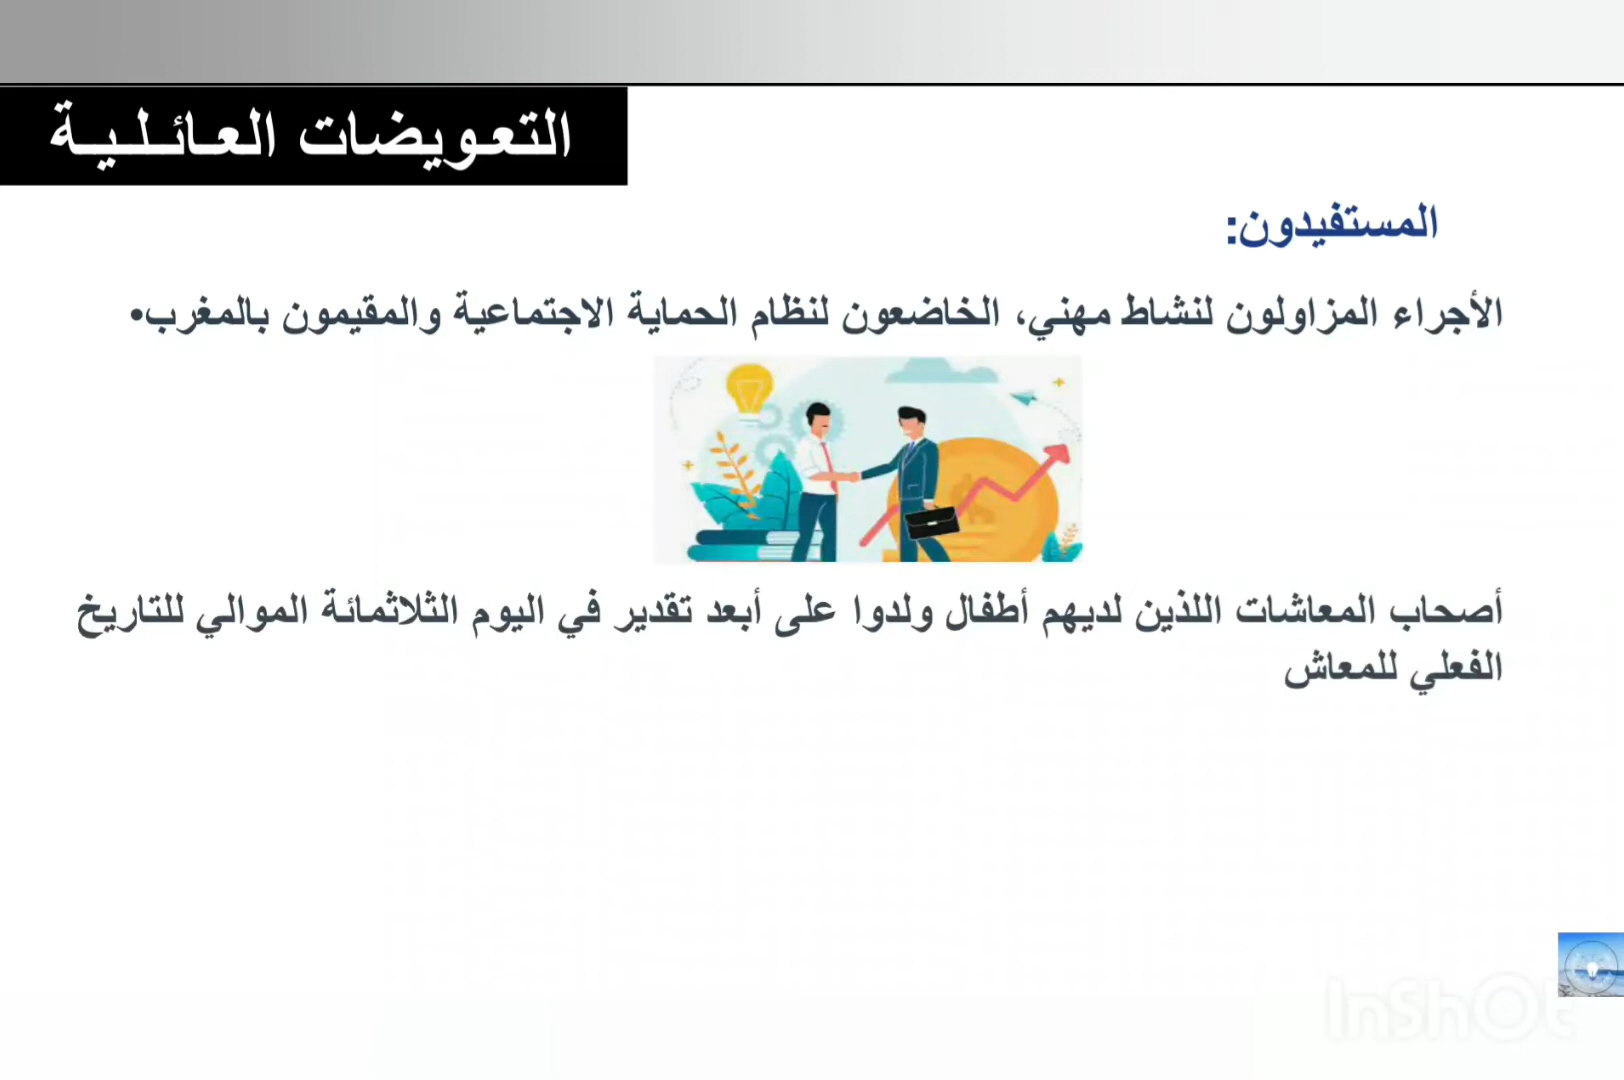 التعويضات العائلية
المستفيدون:
الأجراء المزاولون لنشاط مهني، الخاضعون لنظام الحماية الاجتماعية والمقيمون بالمغرب•
أصحاب المعاشات اللذين لديهم أطفال ولدوا على أبعد تقدير في اليوم الثلاثمائة الموالي للتاريخ
الفعلي للمعاش
InShOt